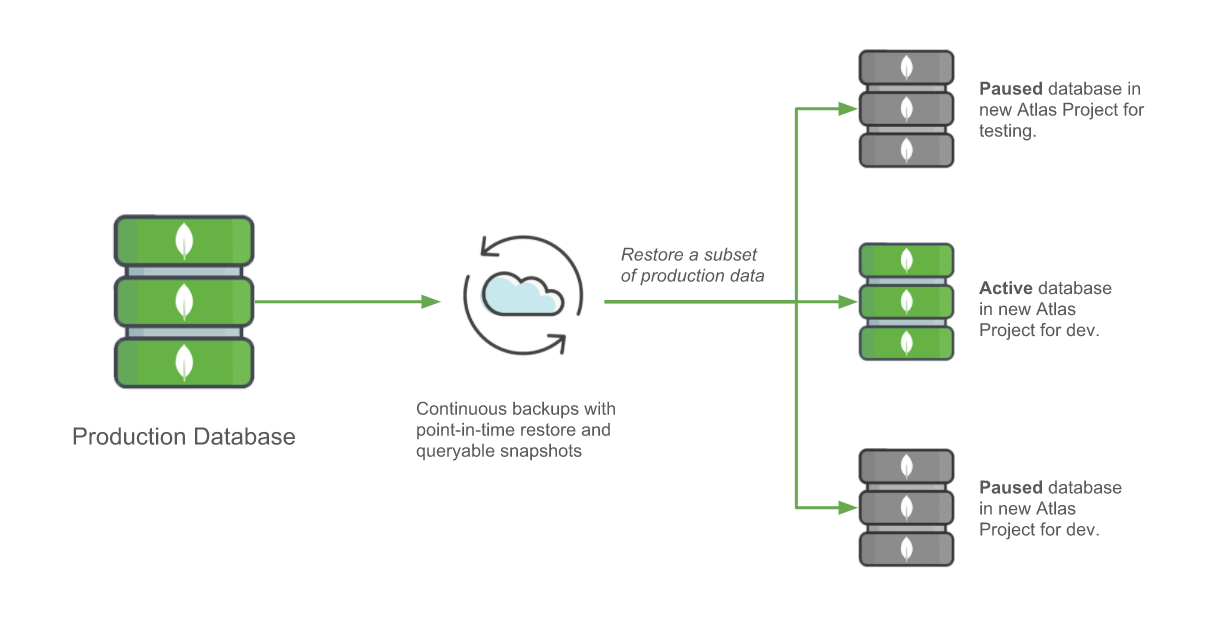 Production Database
Continuous backups with
point-in-time restore and
queryable snapshots
Restore a subset
of production data
Paused database in
new Atlas Project for
testing.
Active database
in new Atlas
Project for dev.
Paused database
in new Atlas
Project for dev.